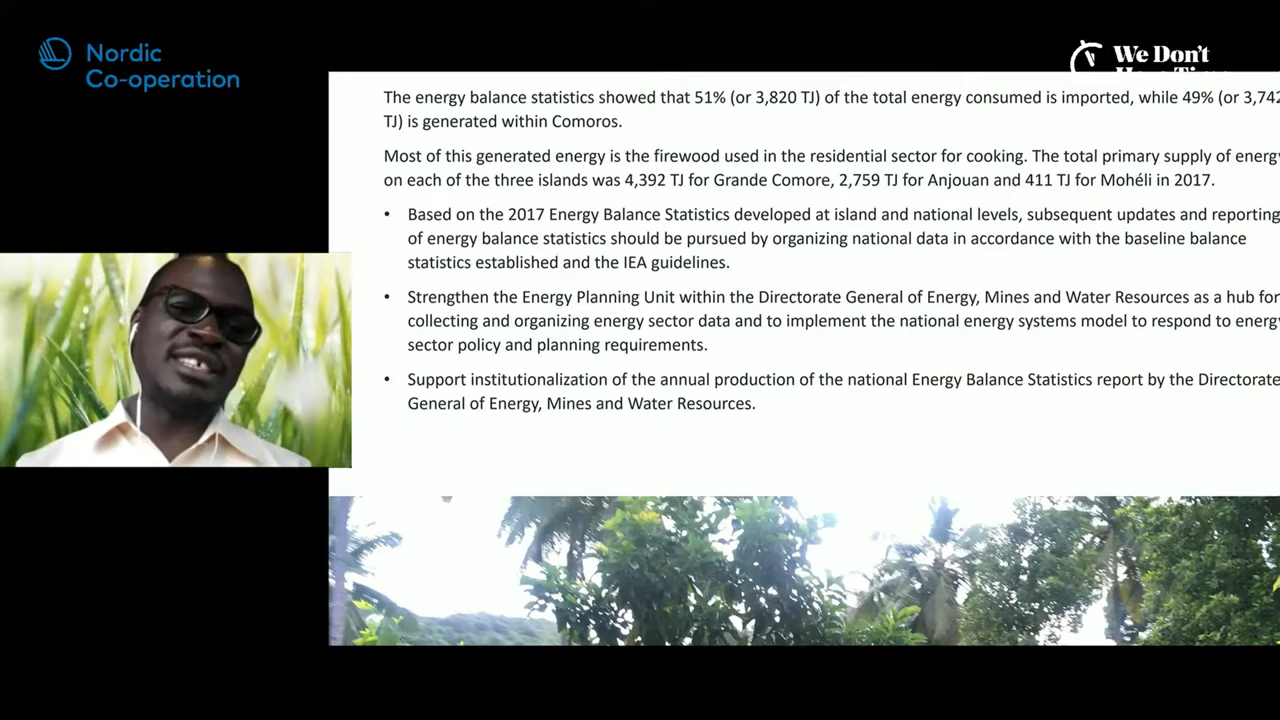 Nordic
Co-operation
We Don't
The energy balance statistics showed that 51% (or 3,820 TJ) of the total energy consumed is imported, while 49% (or 3,742
TJ) is generated within Comoros.
Most of this generated energy is the firewood used in the residential sector for cooking. The total primary supply of energy
on each of the three islands was 4,392 TJ for Grande Comore, 2,759 TJ for Anjouan and 411 TJ for Mohéli in 2017.
• Based on the 2017 Energy Balance Statistics developed at island and national levels, subsequent updates and reporting
of energy balance statistics should be pursued by organizing national data in accordance with the baseline balance
statistics established and the IEA guidelines.
• Strengthen the Energy Planning Unit within the Directorate General of Energy, Mines and Water Resources as a hub for
collecting and organizing energy sector data and to implement the national energy systems model to respond to energy
sector policy and planning requirements.
• Support institutionalization of the annual production of the national Energy Balance Statistics report by the Directorate
General of Energy, Mines and Water Resources.